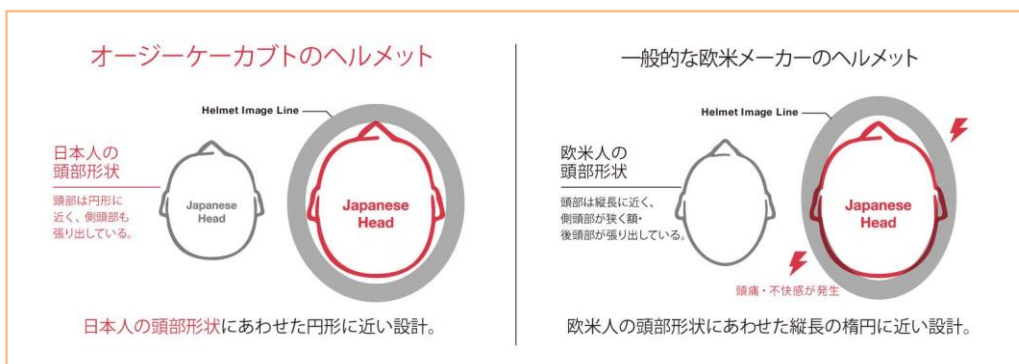 オージーケーカブトのヘルメット
Helmet Image Line
日本人の
頭部形状
頭部は円形に
近く、側頭部も
張り出している。
Japanese
Head
Japanese
Head
日本人の頭部形状にあわせた円形に近い設計。
一般的な欧米メーカーのヘルメット
Helmet Image Line
欧米人の
頭部形状
頭部は縦長に近く、
側頭部が狭く額・
後頭部が張り出している。
Japanese
Head
頭痛・不快感が発生
欧米人の頭部形状にあわせた縦長の楕円に近い設計。